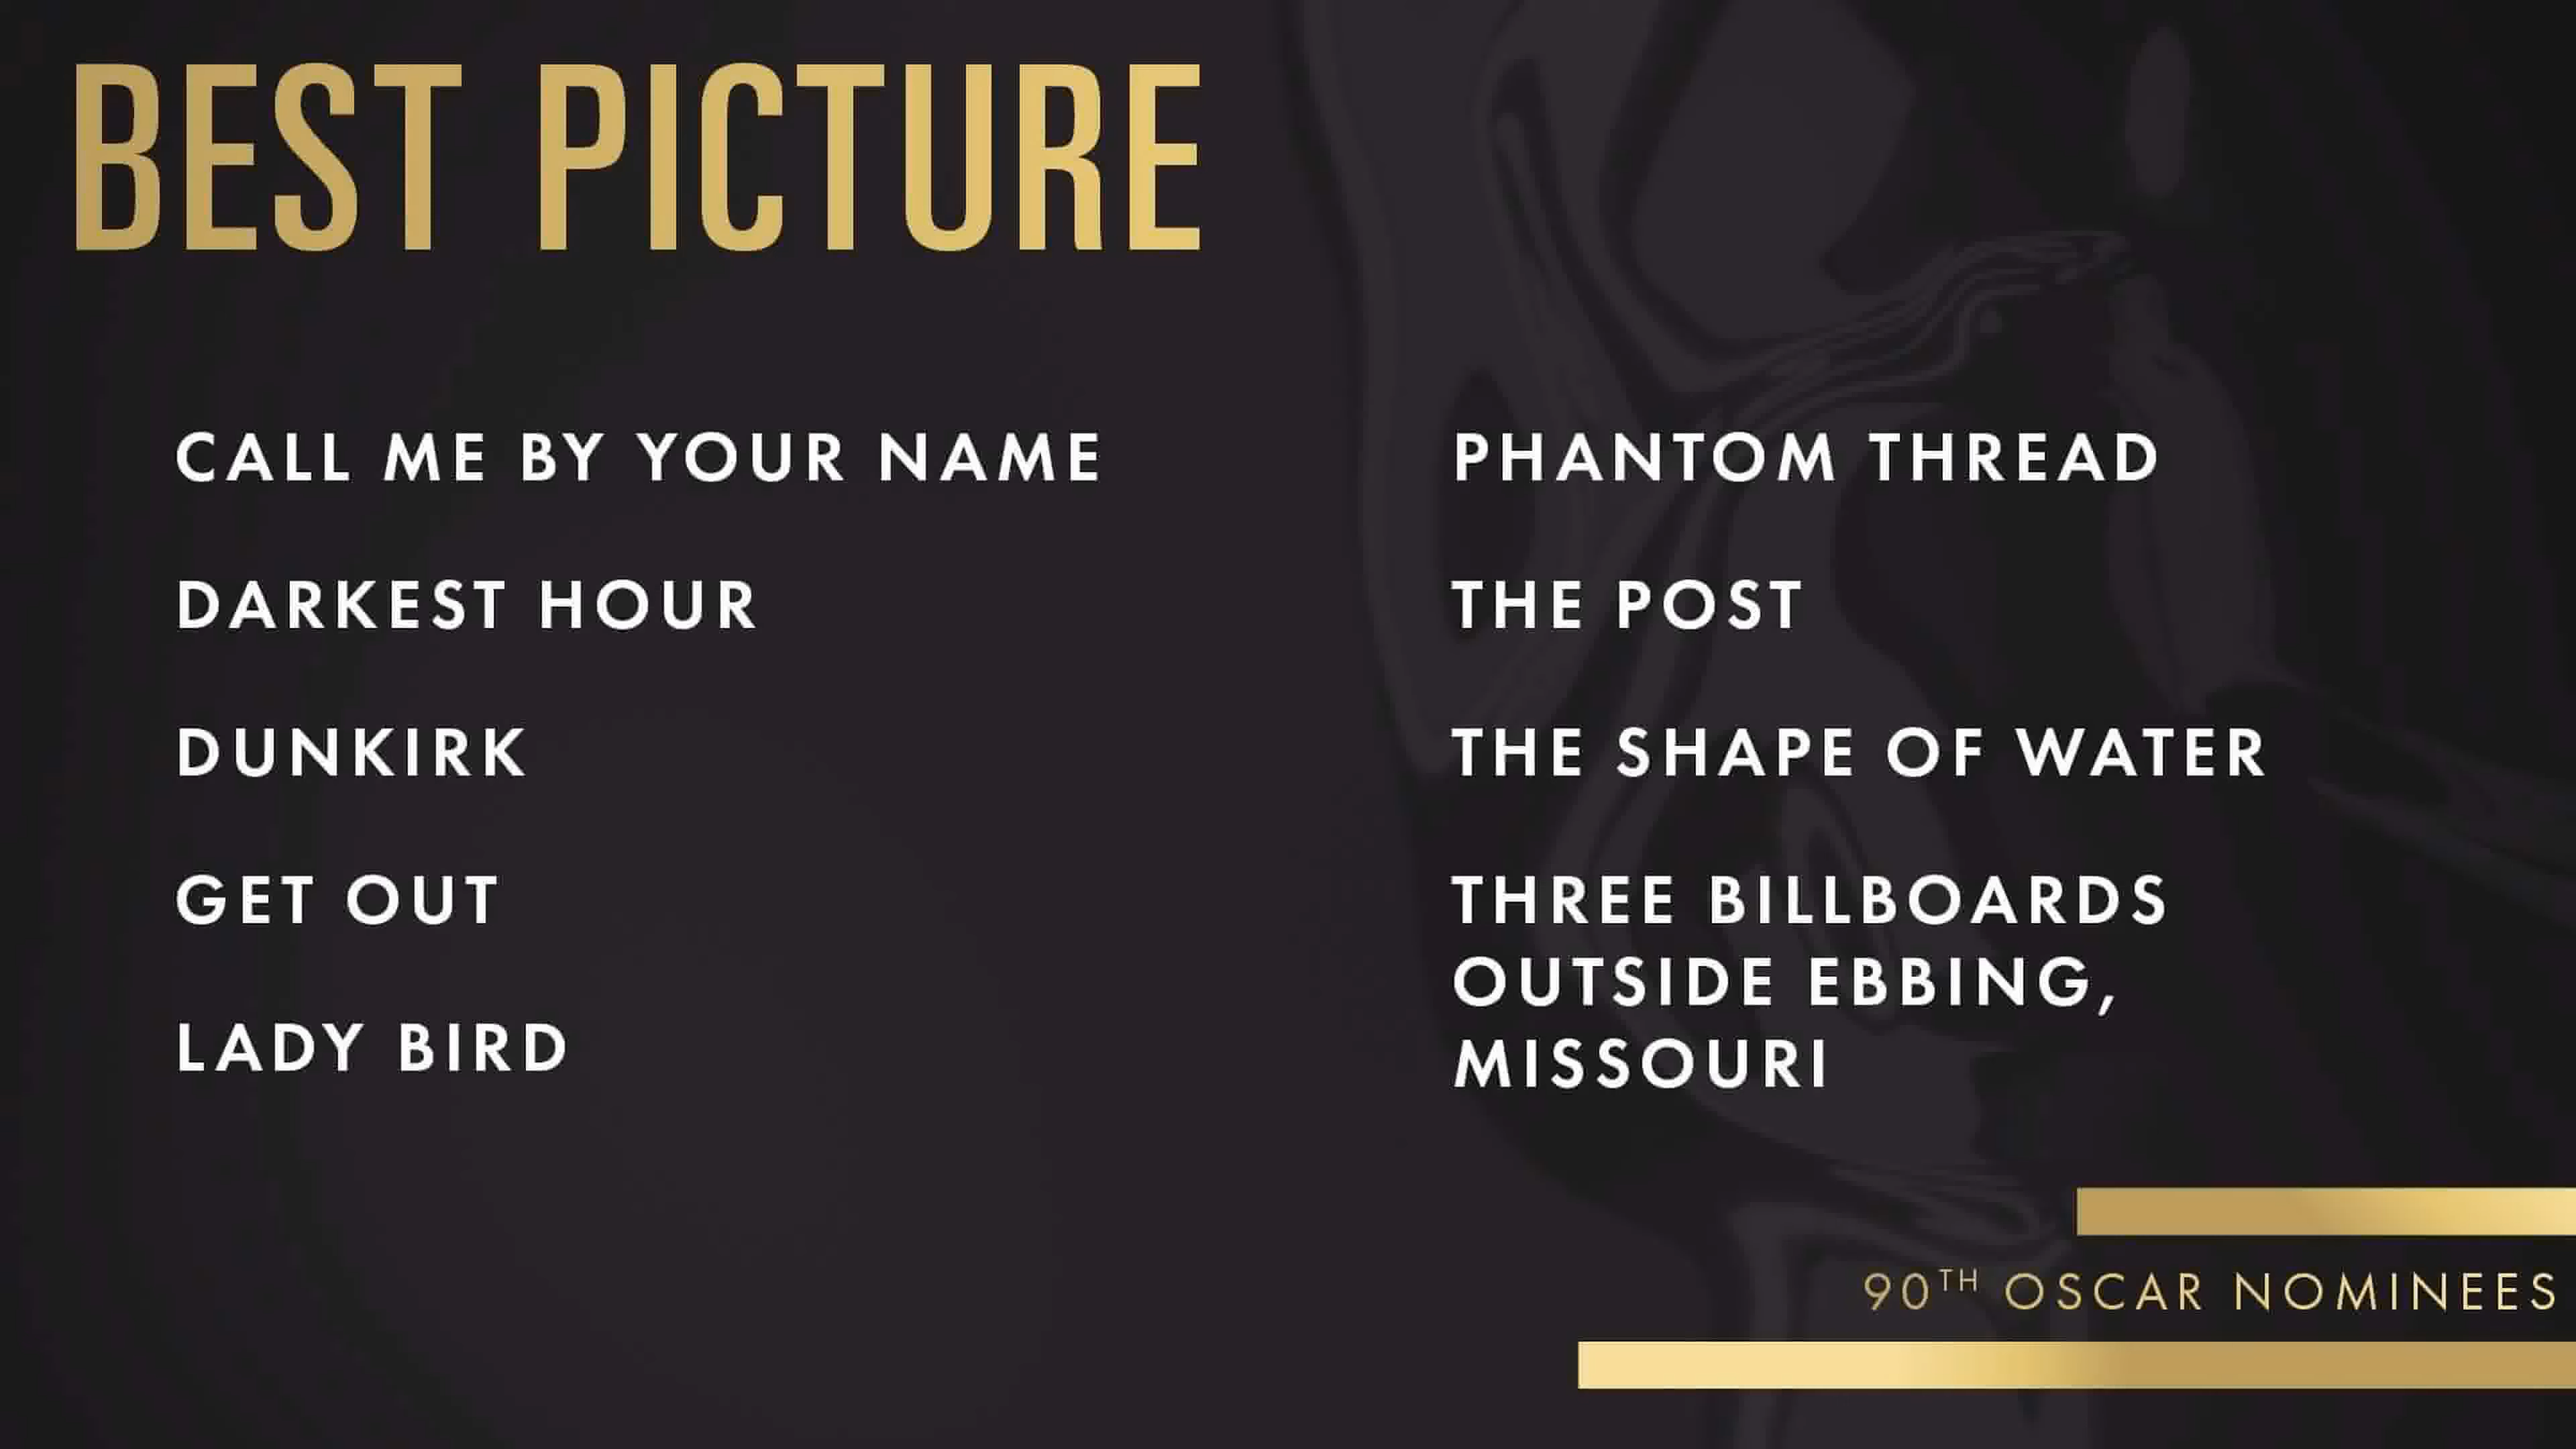 BEST PICTURE
CALL ME BY YOUR NAME
DARKEST HOUR
DUNKIRK
GET OUT
LADY BIRD
PHANTOM THREAD
THE POST
THE SHAPE OF WATER
THREE BILLBOARDS
OUTSIDE EBBING,
MISSOURI
90TH OSCAR NOMINEES